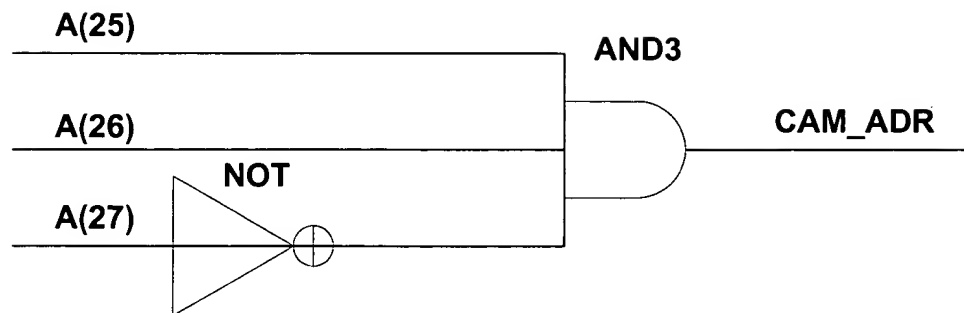 A(25)
AND3
A(26)
CAM_ADR
NOT
A(27)